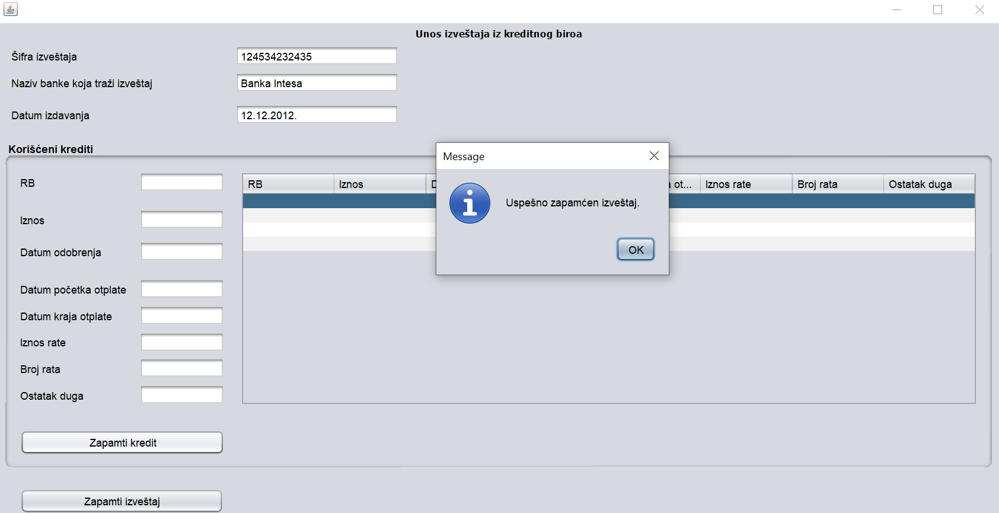 Unos izveštaja iz kreditnog biroa
Šifra izveštaja 124534232435
Naziv banke koja traži izveštaj Banka Intesa
Datum izdavanja 12.12.2012.
Korišćeni krediti
Message
Uspešno zapamćen izveštaj.
OK
RB
Iznos
Datum odobrenja
Datum početka otplate
Datum kraja otplate
Iznos rate
Broj rata
Ostatak duga
RB Iznos ot... Iznos rate Broj rata Ostatak duga
Zapamti kredit
Zapamti izveštaj